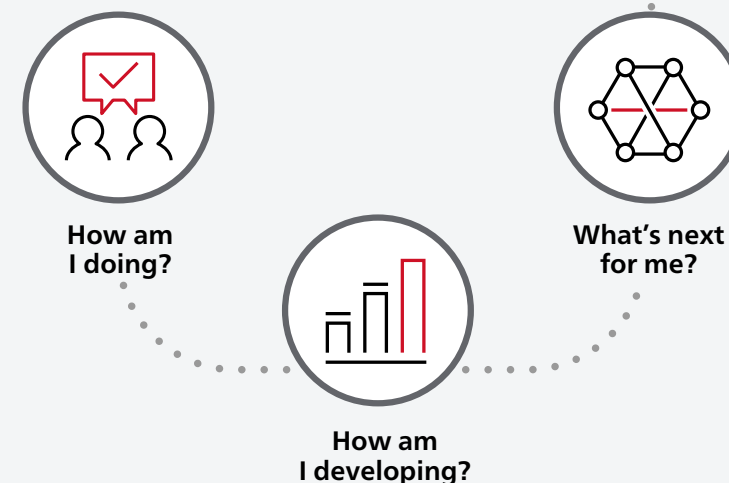 How am
I doing?
What's next
for me?
How am
I developing?